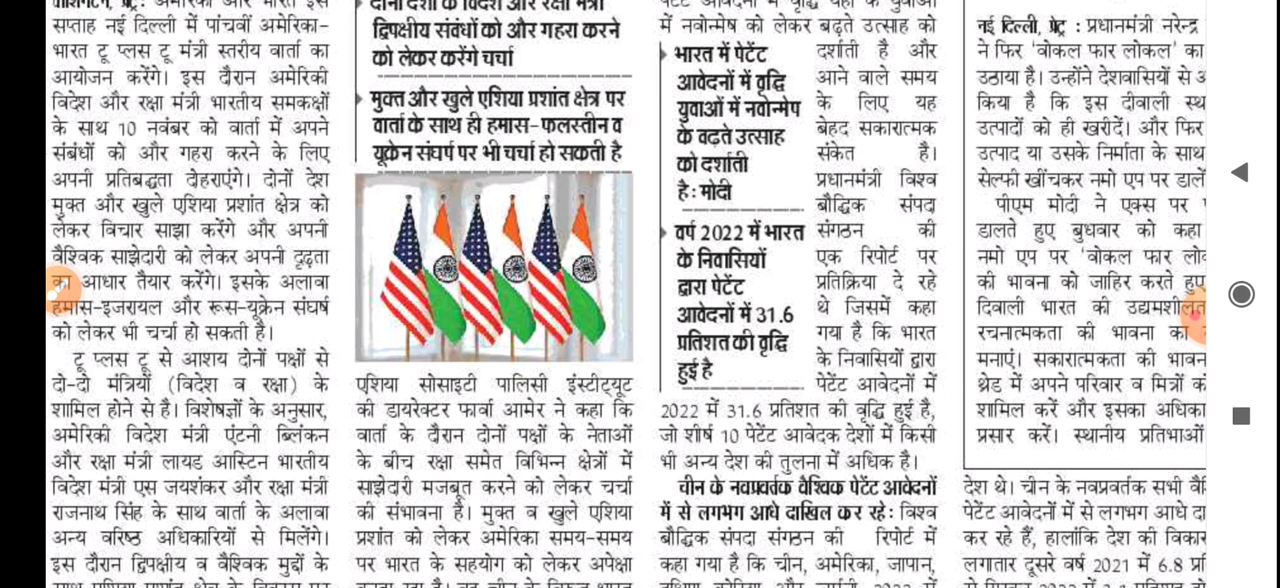 सप्ताह नई दिल्ली में पांचवीं अमेरिका-
भारत टू प्लस टू मंत्री स्तरीय वार्ता का
आयोजन करेंगे। इस दौरान अमेरिकी
विदेश और रक्षा मंत्री भारतीय समकक्षों
के साथ 10 नवंबर को वार्ता में अपने
संबंधों को और गहरा करने के लिए
अपनी प्रतिबद्धता दोहराएंगे। दोनों देश
मुक्त और खुले एशिया प्रशांत क्षेत्र को
लेकर विचार साझा करेंगे और अपनी
वैश्विक साझेदारी को लेकर अपनी दृढ़ता
का आधार तैयार करेंगे। इसके अलावा
हमास-इजरायल और रूस-यूक्रेन संघर्ष
को लेकर भी चर्चा हो सकती है।
टू प्लस टू से आशय दोनों पक्षों से
दो-दो मंत्रियों (विदेश व रक्षा) के
शामिल होने से है। विशेषज्ञों के अनुसार,
अमेरिकी विदेश मंत्री एंटनी ब्लिंकन
और रक्षा मंत्री लायड आस्टिन भारतीय
विदेश मंत्री एस जयशंकर और रक्षा मंत्री
राजनाथ सिंह के साथ वार्ता के अलावा
अन्य वरिष्ठ अधिकारियों से मिलेंगे।
इस दौरान द्विपक्षीय व वैश्विक मुद्दों के
दोनों देशों के विदेश और रक्षा मंत्री
द्विपक्षीय संबंधों को और गहरा करने
को लेकर करेंगे चर्चा
मुक्त और खुले एशिया प्रशांत क्षेत्र पर
वार्ता के साथ ही हमास-फलस्तीन व
यूक्रेन संघर्ष पर भी चर्चा हो सकती है
एशिया सोसाइटी पालिसी इंस्टीट्यूट
की डायरेक्टर फार्वा आमेर ने कहा कि
वार्ता के दौरान दोनों पक्षों के नेताओं
के बीच रक्षा समेत विभिन्न क्षेत्रों में
साझेदारी मजबूत करने को लेकर चर्चा
की संभावना है। मुक्त व खुले एशिया
प्रशांत को लेकर अमेरिका समय-समय
पर भारत के सहयोग को लेकर अपेक्षा
में नवोन्मेष को लेकर बढ़ते उत्साह को
भारत में पेटेंट
आवेदनों में वृद्धि
युवाओं में नवोन्मेष
के बढ़ते उत्साह
को दर्शाती
है: मोदी
वर्ष 2022 में भारत
के निवासियों
द्वारा पेटेंट
आवेदनों में 31.6
प्रतिशत की वृद्धि
हुई है
दर्शाती है और
आने वाले समय
के लिए यह
बेहद सकारात्मक
संकेत है।
प्रधानमंत्री विश्व
बौद्धिक संपदा
संगठन की
एक रिपोर्ट पर
प्रतिक्रिया दे रहे
थे जिसमें कहा
गया है कि भारत
के निवासियों द्वारा
पेटेंट आवेदनों में
2022 में 31.6 प्रतिशत की वृद्धि हुई है,
जो शीर्ष 10 पेटेंट आवेदक देशों में किसी
भी अन्य देश की तुलना में अधिक है।
चीन के नवप्रवर्तक वैश्विक पेटेंट आवेदनों
में से लगभग आधे दाखिल कर रहे: विश्व
बौद्धिक संपदा संगठन की रिपोर्ट में
कहा गया है कि चीन, अमेरिका, जापान,
नई दिल्ली, प्रेट्र : प्रधानमंत्री नरेन्द्र
ने फिर 'वोकल फार लोकल' का
उठाया है। उन्होंने देशवासियों से
किया है कि इस दीवाली स्थ
उत्पादों को ही खरीदें। और फिर
उत्पाद या उसके निर्माता के साथ
सेल्फी खींचकर नमो एप पर डालें
पीएम मोदी ने एक्स पर
डालते हुए बुधवार को कहा
नमो एप पर 'वोकल फार लो
की भावना को जाहिर करते हुए
दिवाली भारत की उद्यमशीलत
रचनात्मकता की भावना का
मनाएं। सकारात्मकता की भावन
थ्रेड में अपने परिवार व मित्रों क
शामिल करें और इसका अधिका
प्रसार करें। स्थानीय प्रतिभाओं
देश थे। चीन के नवप्रवर्तक सभी
पेटेंट आवेदनों में से लगभग आधे दा
कर रहे हैं, हालांकि देश की विकास
लगातार दूसरे वर्ष 2021 में 6.8 प्र